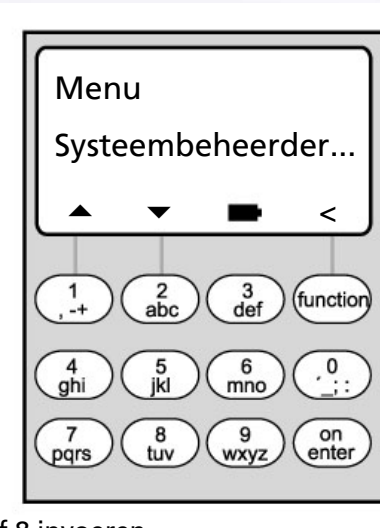 Menu
Systeembeheerder...
<
1
, -+
2
abc
3
def
function
4
ghi
5
jkl
6
mno
0
´_; :
7
pqrs
8
tuv
9
wxyz
on
enter
f 8 invoeren